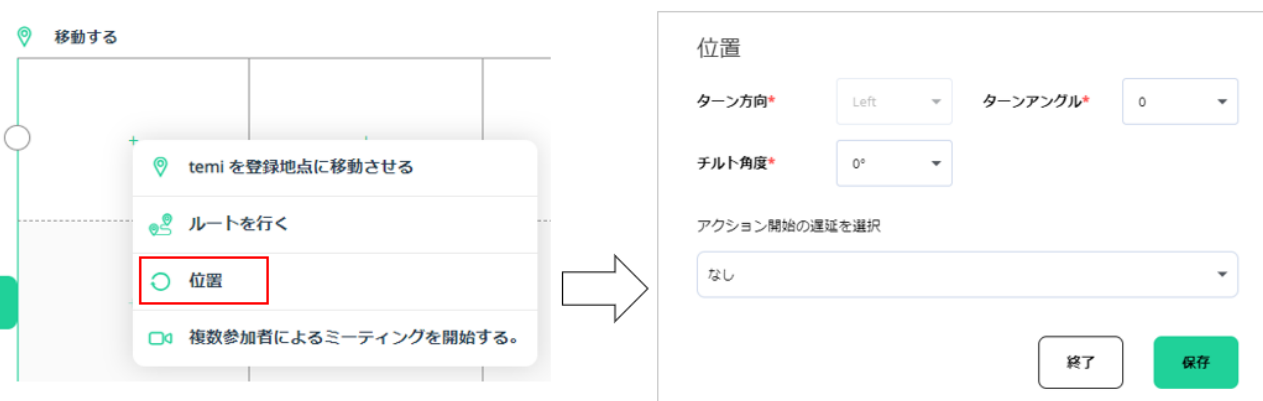 移動する
temi を登録地点に移動させる
ルートを行く
位置
複数参加者によるミーティングを開始する。
位置
ターン方向* Left ターンアングル* 0
チルト角度* 0°
アクション開始の遅延を選択
なし
終了 保存